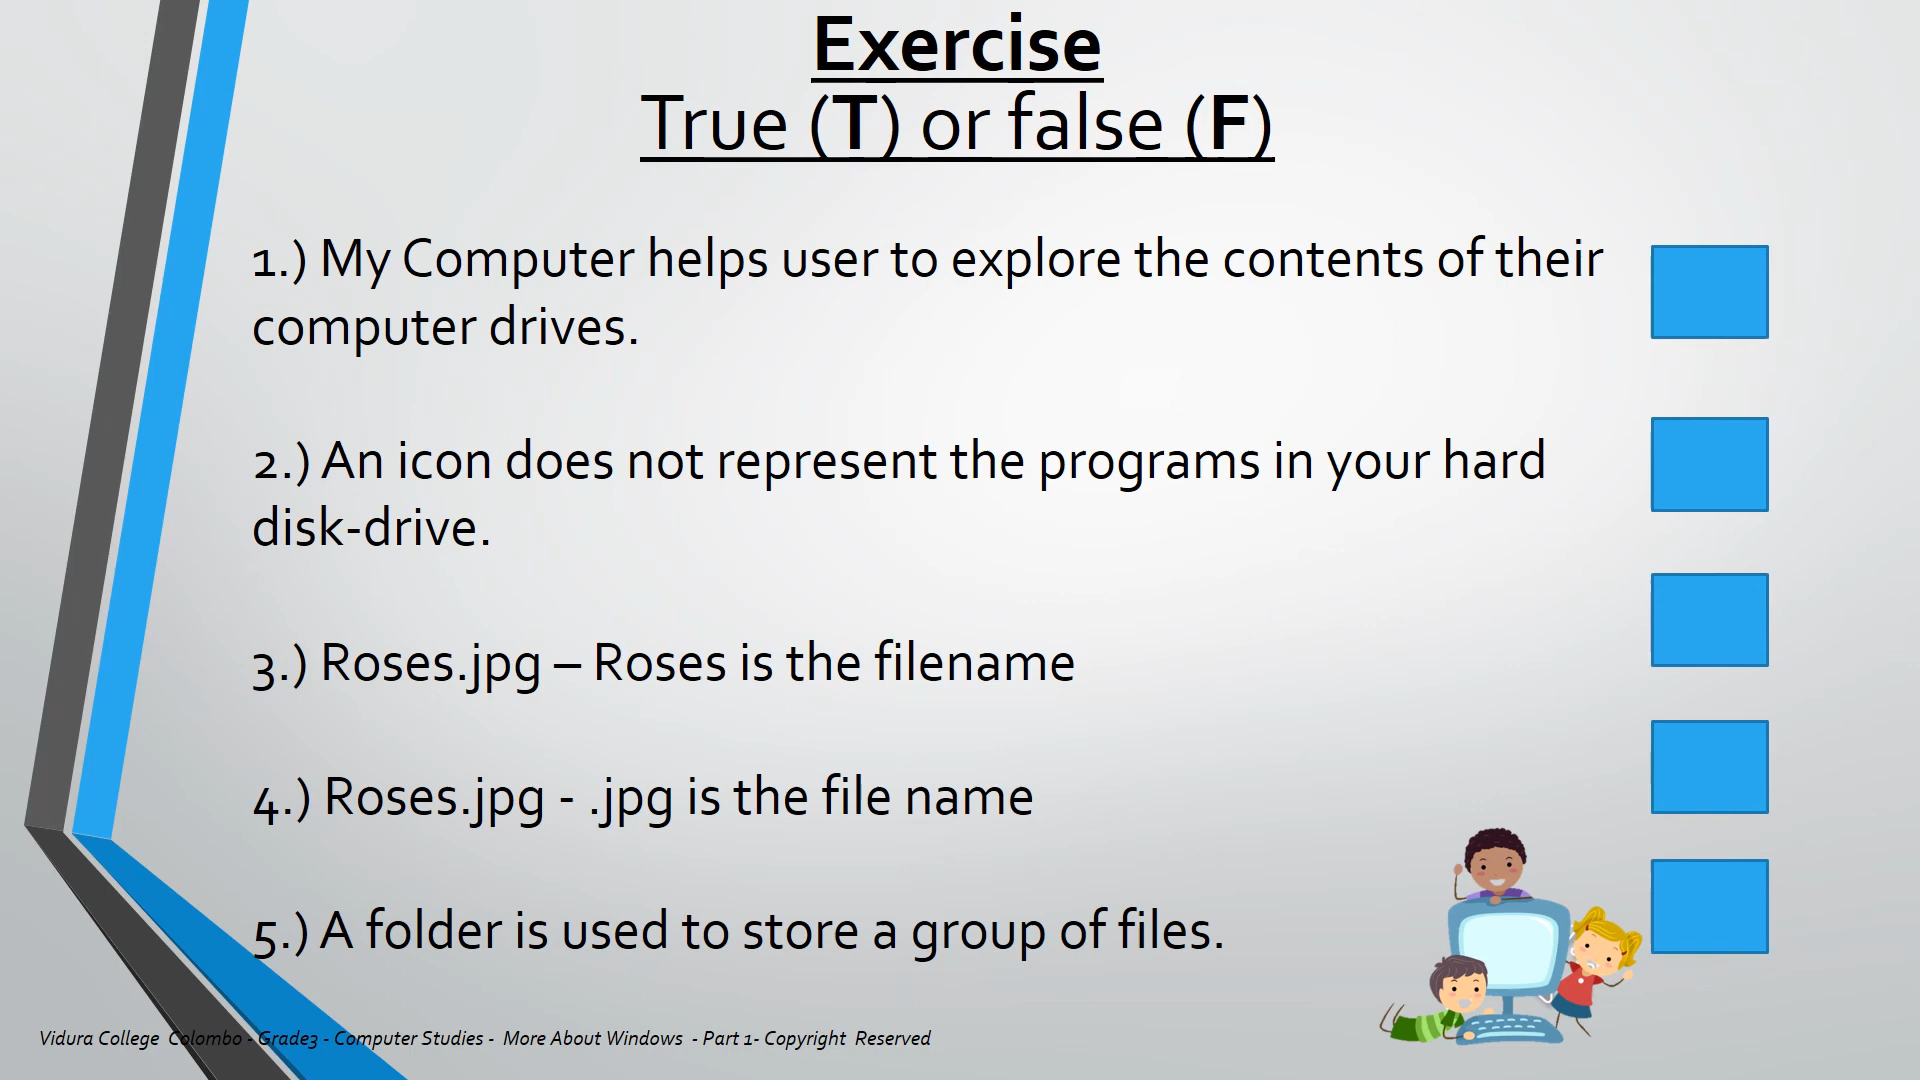 Exercise
True (T) or false (F)
1.) My Computer helps user to explore the contents of their
computer drives.
2.) An icon does not represent the programs in your hard
disk-drive.
3.) Roses.jpg – Roses is the filename
4.) Roses.jpg - .jpg is the file name
5.) A folder is used to store a group of files.
Vidura College Colombo - Grade3 - Computer Studies - More About Windows - Part 1- Copyright Reserved